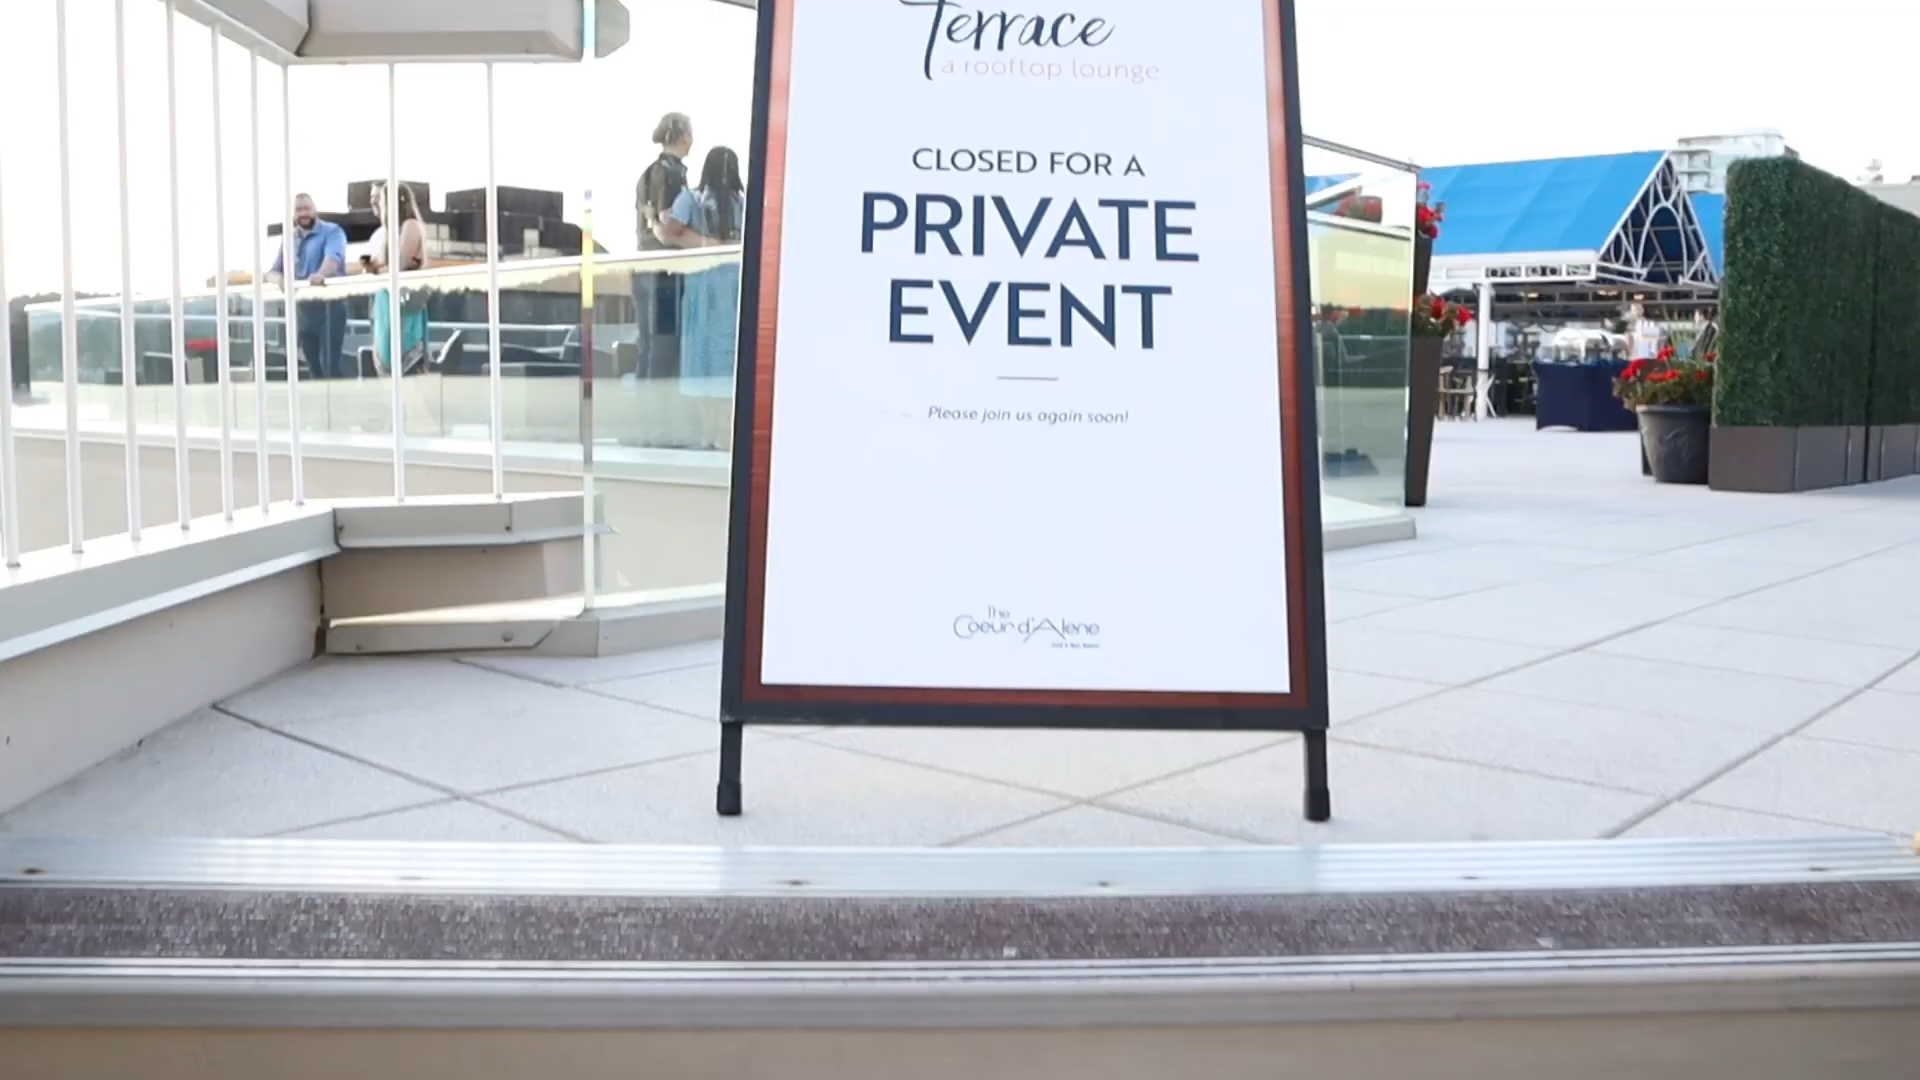 Terrace
a rooftop lounge
CLOSED FOR A
PRIVATE
EVENT
Please join us again soon!
The
Coeur d'Alene